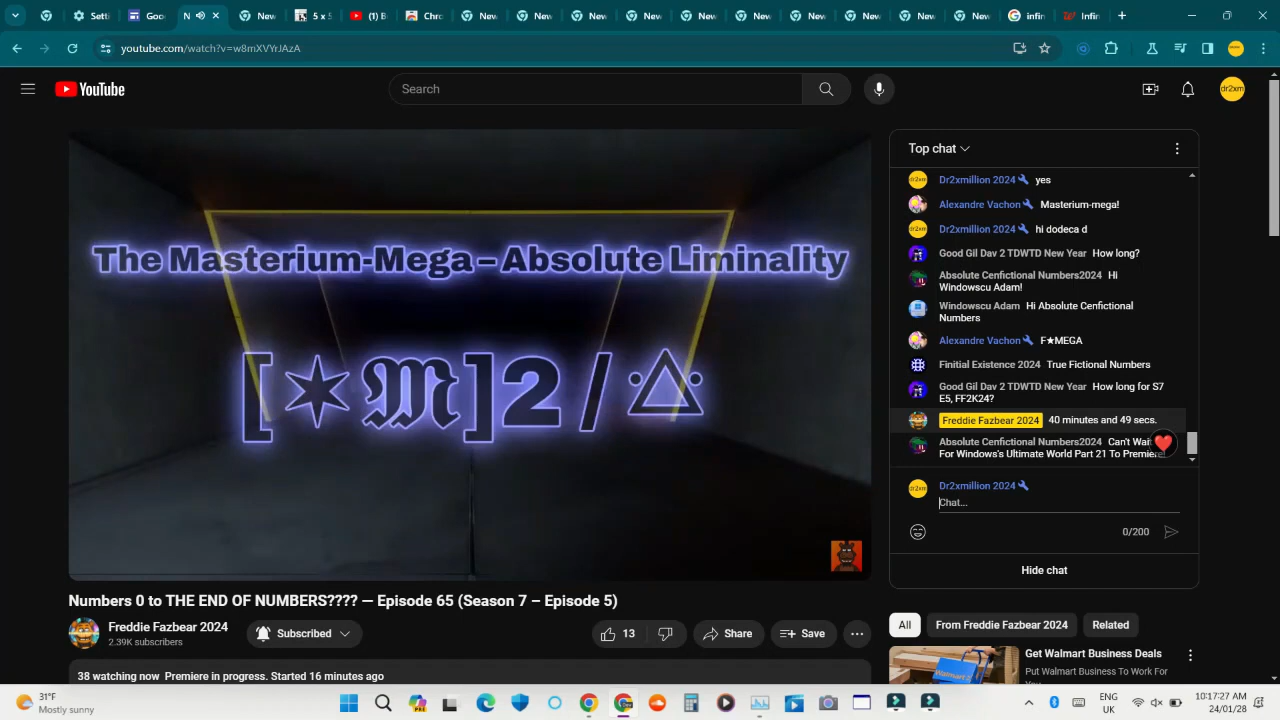 Setti
Goo
N
New
5 x 5
(1) B
Chro
New
New
New
New
New
New
New
New
New
New
infin
Infin
youtube.com/watch?v=w8mXVYrJAzA
YouTube
Search
dr2xm
The Masterium-Mega – Absolute Liminality
[✶𝔐]2 /
Top chat
Dr2xmillion 2024 yes
Alexandre Vachon Masterium-mega!
Dr2xmillion 2024 hi dodeca d
Good Gil Dav 2 TDWTD New Year How long?
Absolute Cenfictional Numbers2024 Hi
Windowscu Adam!
Windowscu Adam Hi Absolute Cenfictional
Numbers
Alexandre Vachon F★MEGA
Finitial Existence 2024 True Fictional Numbers
Good Gil Dav 2 TDWTD New Year How long for S7
E5, FF2K24?
Freddie Fazbear 2024 40 minutes and 49 secs.
Absolute Cenfictional Numbers2024 Can't Wait
For Windows's Ultimate World Part 21 To Premiere
Dr2xmillion 2024
Chat...
0/200
Hide chat
Numbers 0 to THE END OF NUMBERS???? — Episode 65 (Season 7 – Episode 5)
Freddie Fazbear 2024
2.39K subscribers
Subscribed
13
Share
Save
38 watching now Premiere in progress. Started 16 minutes ago
All
From Freddie Fazbear 2024
Related
Get Walmart Business Deals
Put Walmart Business To Work For
31°F
Mostly sunny
ENG
UK
10:17:27 AM
24/01/28